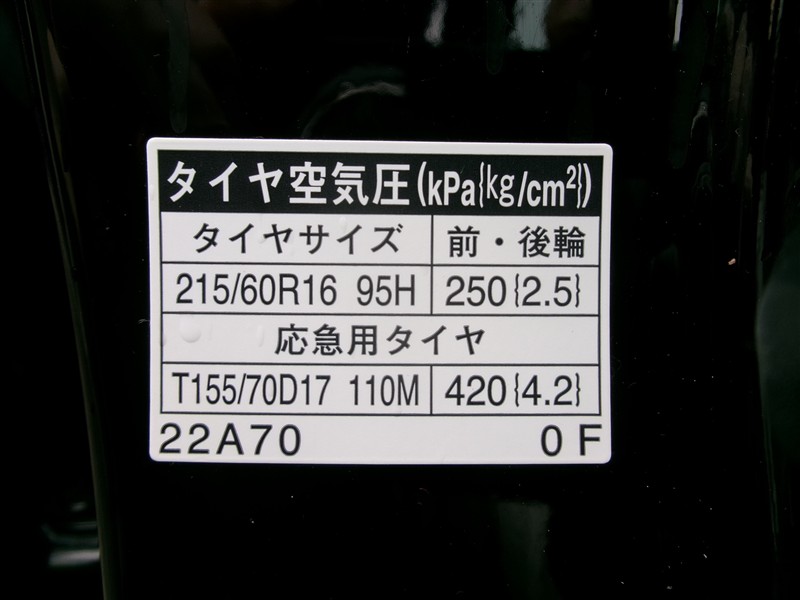 タイヤ空気圧(kPa{kg/cm²})
タイヤサイズ 前・後輪
215/60R16 95H 250{2.5}
応急用タイヤ
T155/70D17 110M 420{4.2}
22A70 0F